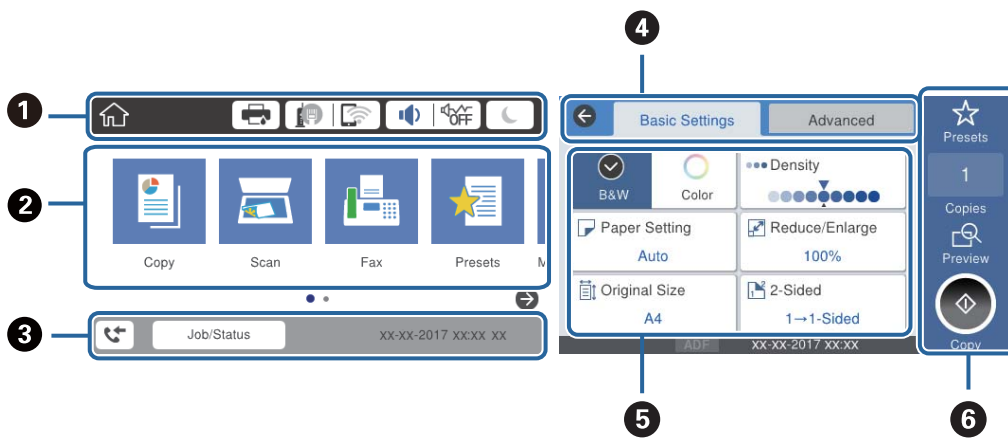 4
1
OFF
Basic Settings
Advanced
Presets
2
B&W
Color
Density
1
Copies
Paper Setting
Auto
Reduce/Enlarge
100%
Preview
Copy
Scan
Fax
Presets
Original Size
A4
2-Sided
1→1-Sided
3
Job/Status
xx-xx-2017 xx:xx xx
ADF
xx-xx-2017 xx:xx
Copy
5
6